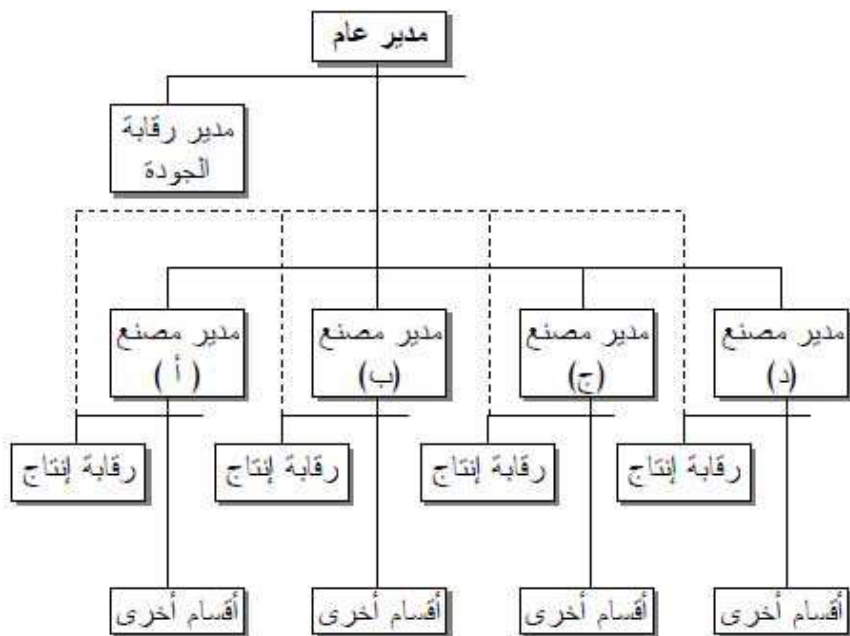 مدير عام
مدير رقابة
الجودة
مدير مصنع
( أ )
مدير مصنع
(ب)
مدير مصنع
(ج)
مدير مصنع
(د)
رقابة إنتاج
رقابة إنتاج
رقابة إنتاج
رقابة إنتاج
أقسام أخرى
أقسام أخرى
أقسام أخرى
أقسام أخرى